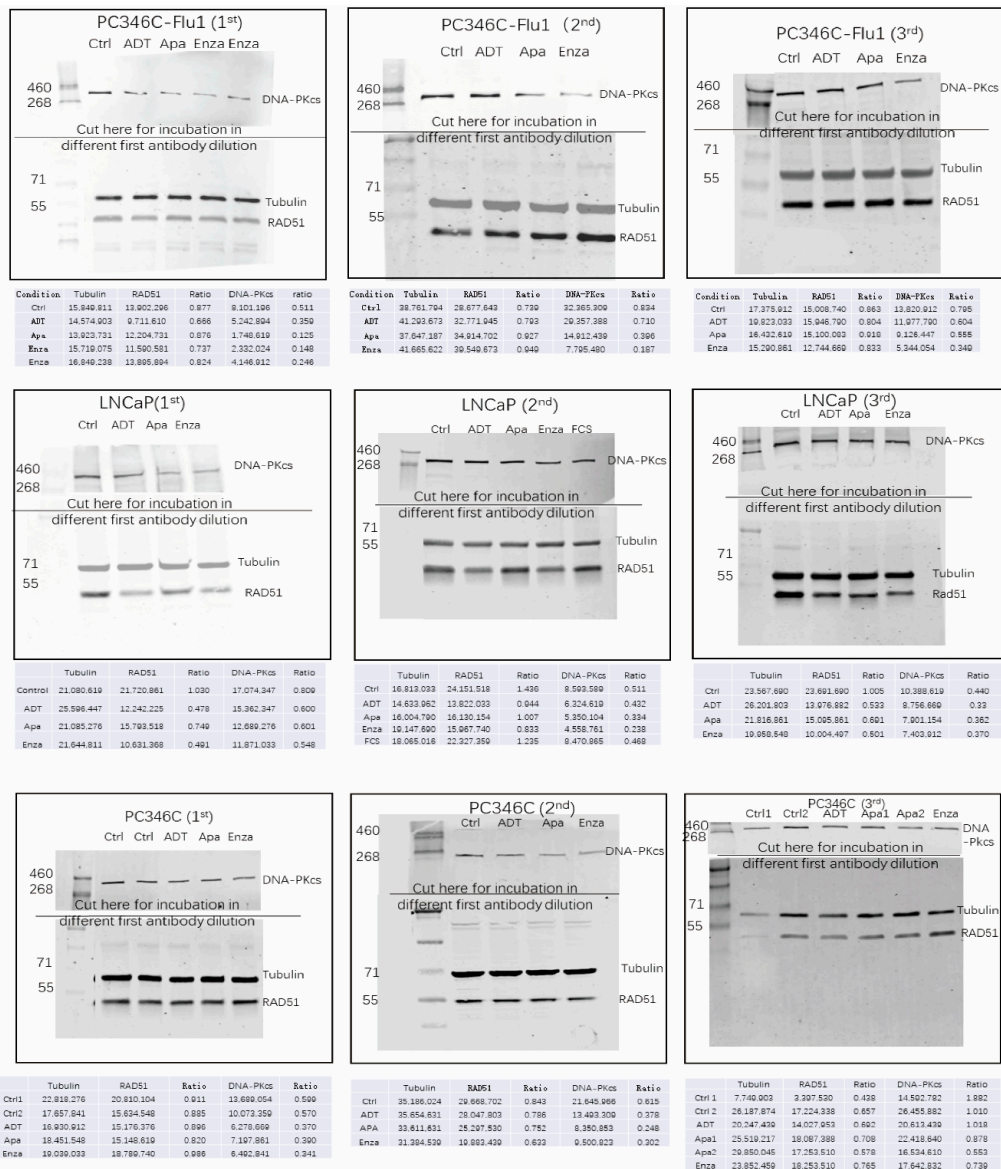 PC346C-Flu1 (1st)
Ctrl ADT Apa Enza Enza
460
268
DNA-PKcs
Cut here for incubation in
different first antibody dilution
71
55
Tubulin
RAD51
Condition Tubulin RAD51 Ratio DNA-PKcs ratio
Ctrl 15,849,811 13,902,296 0.877 8,101,196 0.511
ADT 14,574,903 9,711,610 0.666 5,242,894 0.359
Apa 13,923,731 12,204,731 0.876 1,748,619 0.125
Enza 15,719,075 11,590,581 0.737 2,332,024 0.148
Enza 16,849,238 13,895,894 0.824 4,146,912 0.246
PC346C-Flu1 (2nd)
Ctrl ADT Apa Enza
460
268
DNA-PKcs
Cut here for incubation in
different first antibody dilution
71
55
Tubulin
RAD51
Condition Tubulin RAD51 Ratio DNA-PKcs Ratio
Ctrl 38,761,794 28,677,643 0.739 32,365,309 0.834
ADT 41,293,673 32,771,945 0.793 29,357,388 0.710
Apa 37,647,187 34,914,702 0.927 14,912,439 0.396
Enza 41,665,622 39,549,673 0.949 7,795,480 0.187
PC346C-Flu1 (3rd)
Ctrl ADT Apa Enza
460
268
DNA-PKcs
Cut here for incubation in
different first antibody dilution
71
55
Tubulin
RAD51
Condition Tubulin RAD51 Ratio DNA-PKcs Ratio
Ctrl 17,375,912 15,008,740 0.863 13,820,912 0.795
ADT 19,823,033 15,946,790 0.804 11,977,790 0.604
Apa 16,432,619 15,100,083 0.918 9,126,447 0.555
Enza 15,290,861 12,744,669 0.833 5,344,054 0.349
LNCaP(1st)
Ctrl ADT Apa Enza
460
268
DNA-PKcs
Cut here for incubation in
different first antibody dilution
71
55
Tubulin
RAD51
Tubulin RAD51 Ratio DNA-PKcs Ratio
Control 21,080,619 21,720,861 1.030 17,074,347 0.809
ADT 25,596,447 12,242,225 0.478 15,362,347 0.600
Apa 21,085,276 15,793,518 0.749 12,689,276 0.601
Enza 21,644,811 10,631,368 0.491 11,871,033 0.548
LNCaP (2nd)
Ctrl ADT Apa Enza FCS
460
268
DNA-PKcs
Cut here for incubation in
different first antibody dilution
71
55
Tubulin
RAD51
Tubulin RAD51 Ratio DNA-PKcs Ratio
Ctrl 16,813,033 24,151,518 1.436 8,593,589 0.511
ADT 14,633,962 13,822,033 0.944 6,324,619 0.432
Apa 16,004,790 16,130,154 1.007 5,350,104 0.334
Enza 19,147,690 15,967,740 0.833 4,558,761 0.238
FCS 18,065,016 22,327,359 1.235 8,470,865 0.468
LNCaP (3rd)
Ctrl ADT Apa Enza
460
268
DNA-PKcs
Cut here for incubation in
different first antibody dilution
71
55
Tubulin
Rad51
Tubulin RAD51 Ratio DNA-PKcs Ratio
Ctrl 23,567,690 23,691,690 1.005 10,388,619 0.440
ADT 26,201,803 13,976,882 0.533 8,756,669 0.33
Apa 21,816,861 15,095,861 0.691 7,901,154 0.362
Enza 19,958,548 10,004,497 0.501 7,403,912 0.370
PC346C (1st)
Ctrl Ctrl ADT Apa Enza
460
268
DNA-PKcs
Cut here for incubation in
different first antibody dilution
71
55
Tubulin
RAD51
Tubulin RAD51 Ratio DNA-PKcs Ratio
Ctrl1 22,818,276 20,810,104 0.911 13,689,054 0.599
Ctrl2 17,657,841 15,634,548 0.885 10,073,359 0.570
ADT 16,930,912 15,176,376 0.896 6,278,669 0.370
Apa 18,451,548 15,148,619 0.820 7,197,861 0.390
Enza 19,039,033 18,789,740 0.986 6,492,841 0.341
PC346C (2nd)
Ctrl ADT Apa Enza
460
268
DNA-PKcs
Cut here for incubation in
different first antibody dilution
71
55
Tubulin
RAD51
Tubulin RAD51 Ratio DNA-PKcs Ratio
Ctrl 35,186,024 29,668,702 0.843 21,645,966 0.615
ADT 35,654,631 28,047,803 0.786 13,493,309 0.378
APA 33,611,631 25,297,530 0.752 8,350,853 0.248
Enza 31,384,539 19,883,439 0.633 9,500,823 0.302
PC346C (3rd)
Ctrl1 Ctrl2 ADT Apa1 Apa2 Enza
460
268
DNA
-Pkcs
Cut here for incubation in
different first antibody dilution
71
55
Tubulin
RAD51
Tubulin RAD51 Ratio DNA-PKcs Ratio
Ctrl 1 7,749,903 3,397,530 0.438 14,592,782 1.882
Ctrl 2 26,187,874 17,224,338 0.657 26,455,882 1.010
ADT 20,247,439 14,027,953 0.692 20,613,439 1.018
Apa1 25,519,217 18,087,388 0.708 22,418,640 0.878
Apa2 29,850,045 17,253,510 0.578 16,534,610 0.553
Enza 23,852,459 18,253,510 0.765 17,642,832 0.739